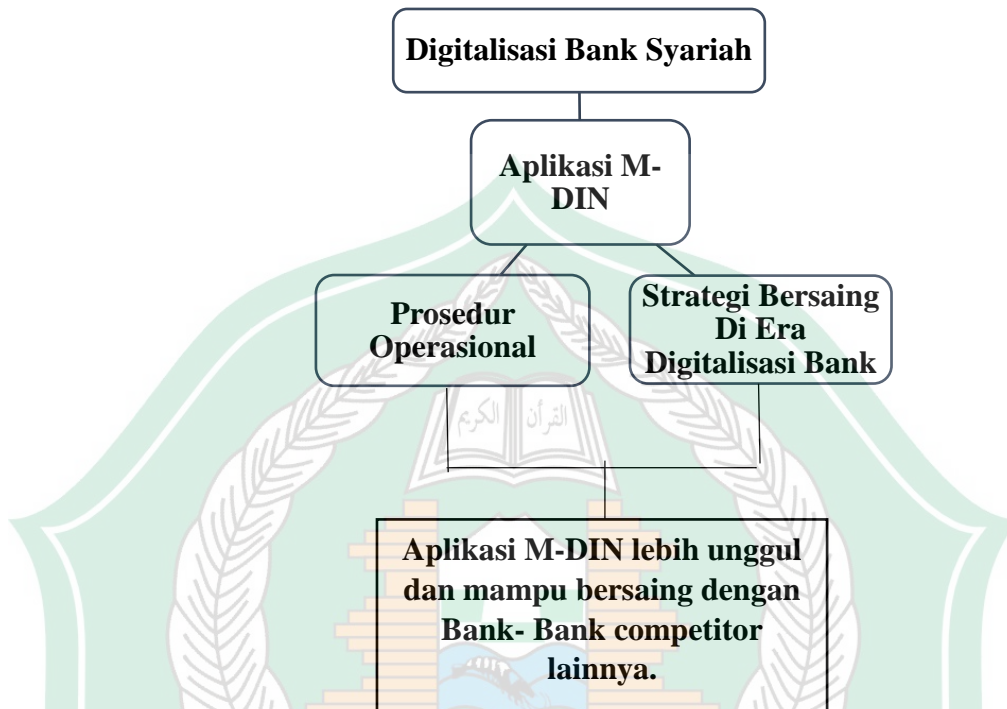 Digitalisasi Bank Syariah
Aplikasi M-
DIN
Prosedur
Operasional
Strategi Bersaing
Di Era
Digitalisasi Bank
القرآن الكريم
Aplikasi M-DIN lebih unggul
dan mampu bersaing dengan
Bank- Bank competitor
lainnya.